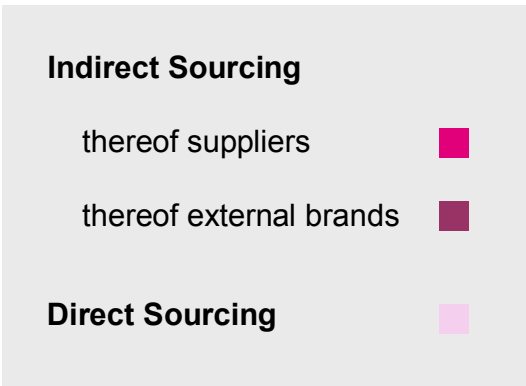 Indirect Sourcing
thereof suppliers
thereof external brands
Direct Sourcing